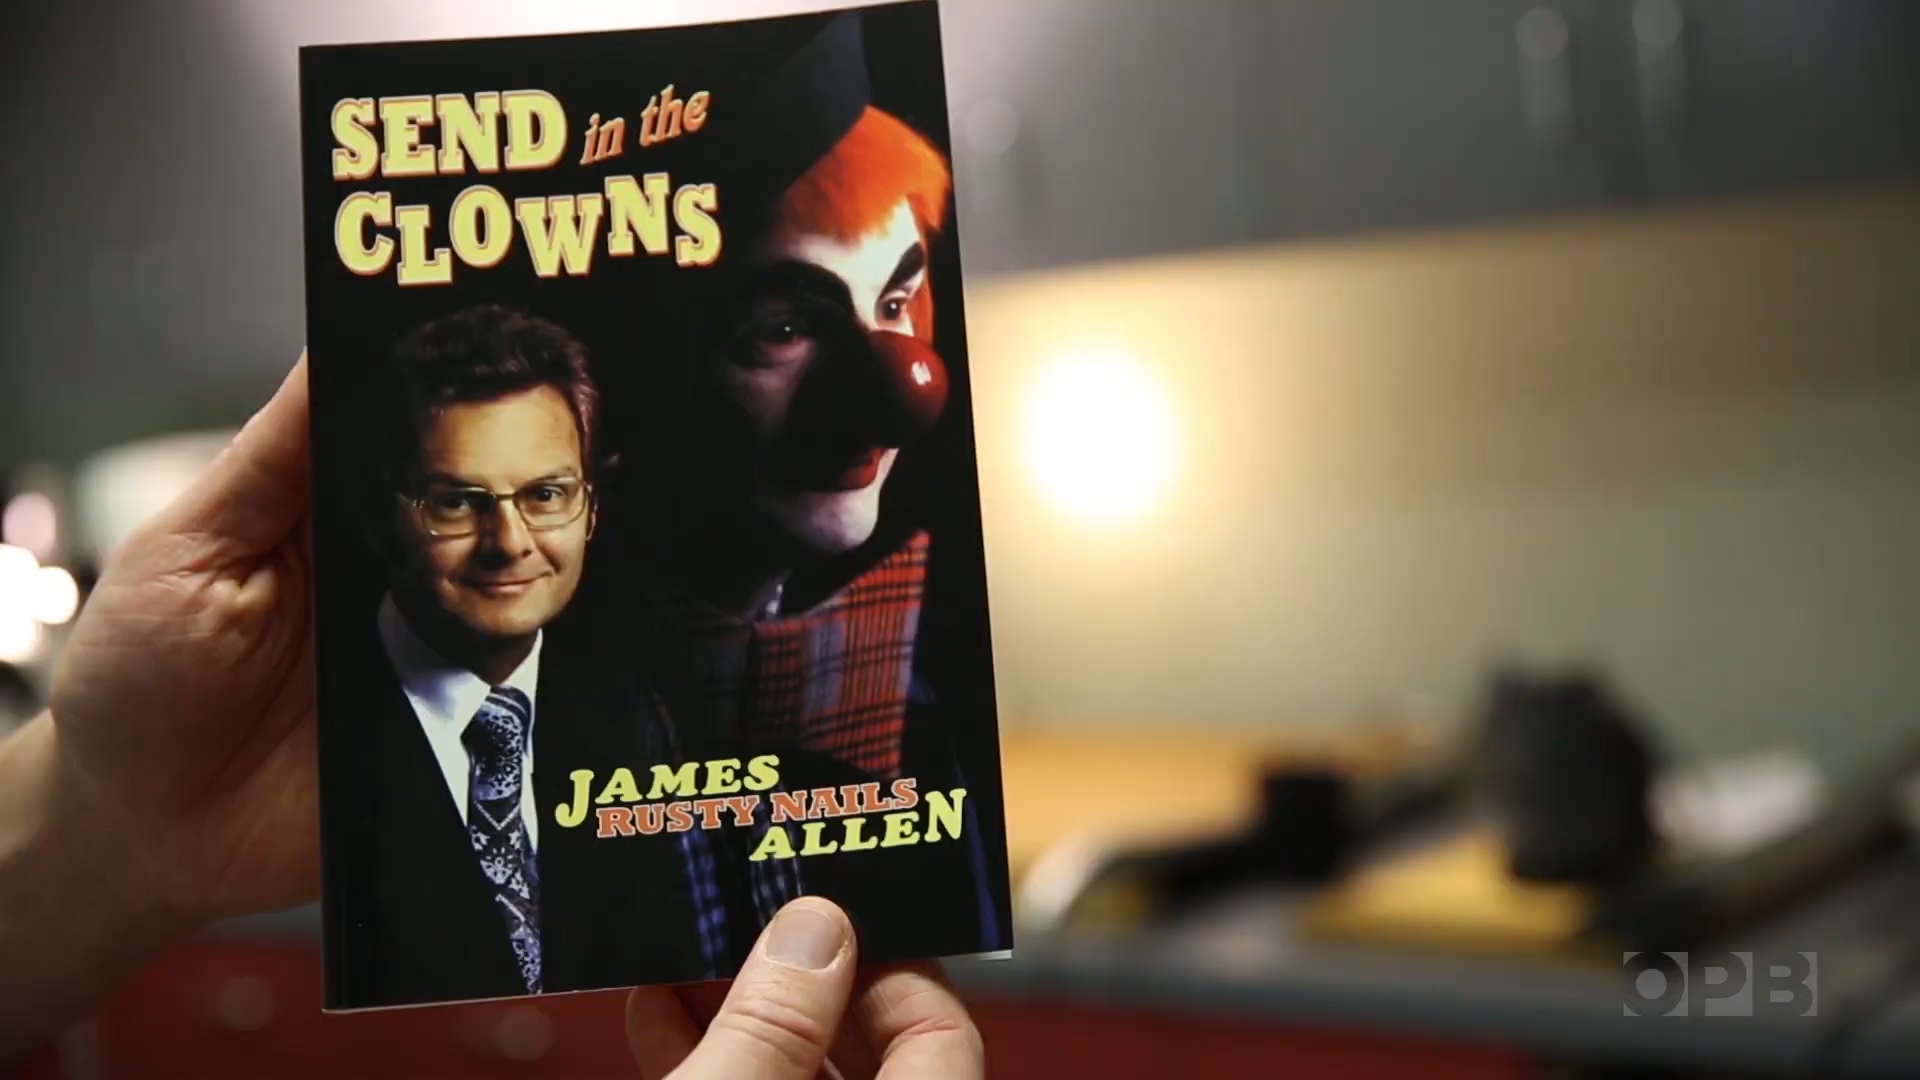 SEND in the
CLOWNS
JAMES
RUSTY NAILS
ALLEN
OPB